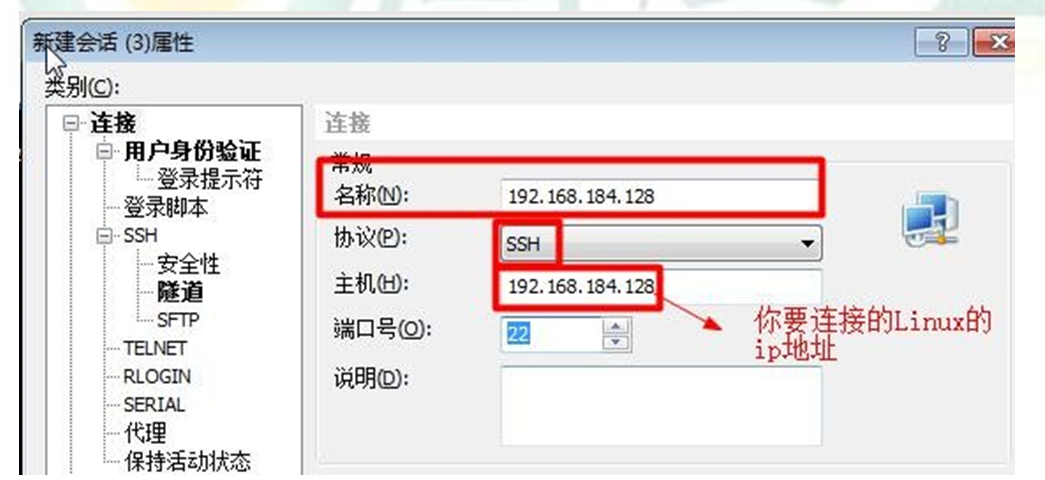 新建会话 (3)属性
类别(C):
连接
用户身份验证
登录提示符
登录脚本
SSH
安全性
隧道
SFTP
TELNET
RLOGIN
SERIAL
代理
保持活动状态
连接
常规
名称(N): 192.168.184.128
协议(P): SSH
主机(H): 192.168.184.128
端口号(O): 22
说明(D):
你要连接的Linux的
ip地址